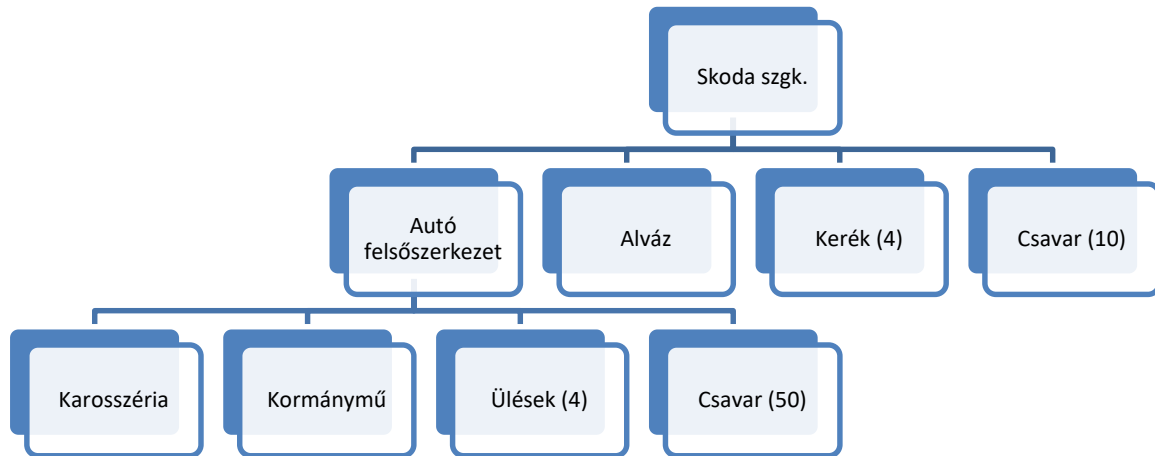 Skoda szgk.
Autó
felsőszerkezet
Alváz
Kerék (4)
Csavar (10)
Karosszéria
Kormánymű
Ülések (4)
Csavar (50)